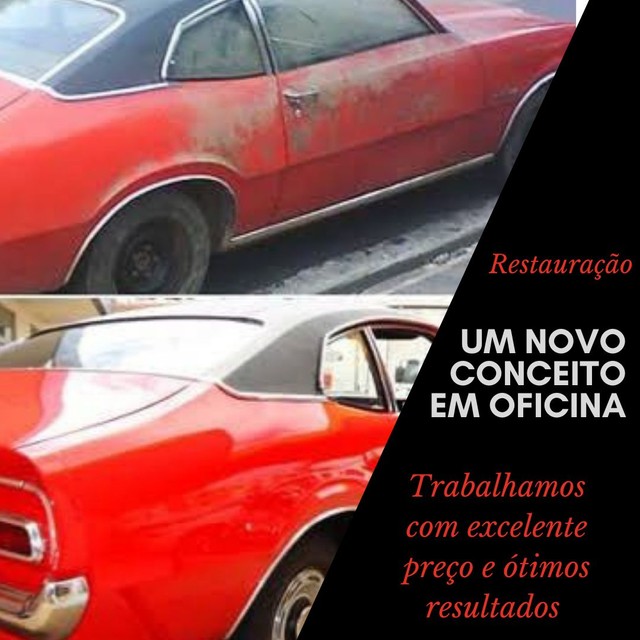 Restauração
UM NOVO
CONCEITO
EM OFICINA
Trabalhamos
com excelente
preço e ótimos
resultados